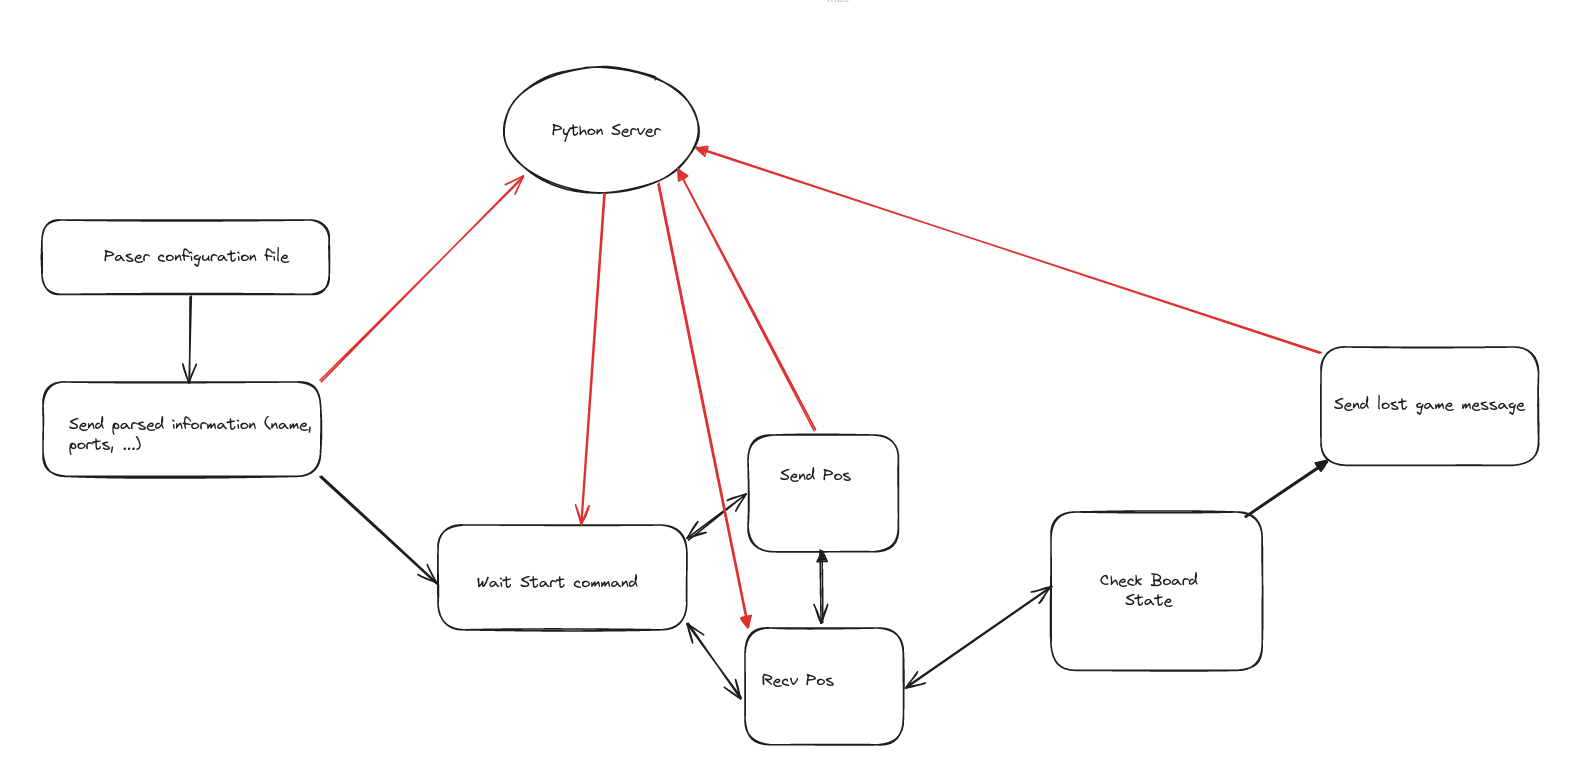 Python Server
Paser configuration file
Send parsed information (name,
ports, ...)
Send lost game message
Send Pos
Wait Start command
Check Board
State
Recv Pos